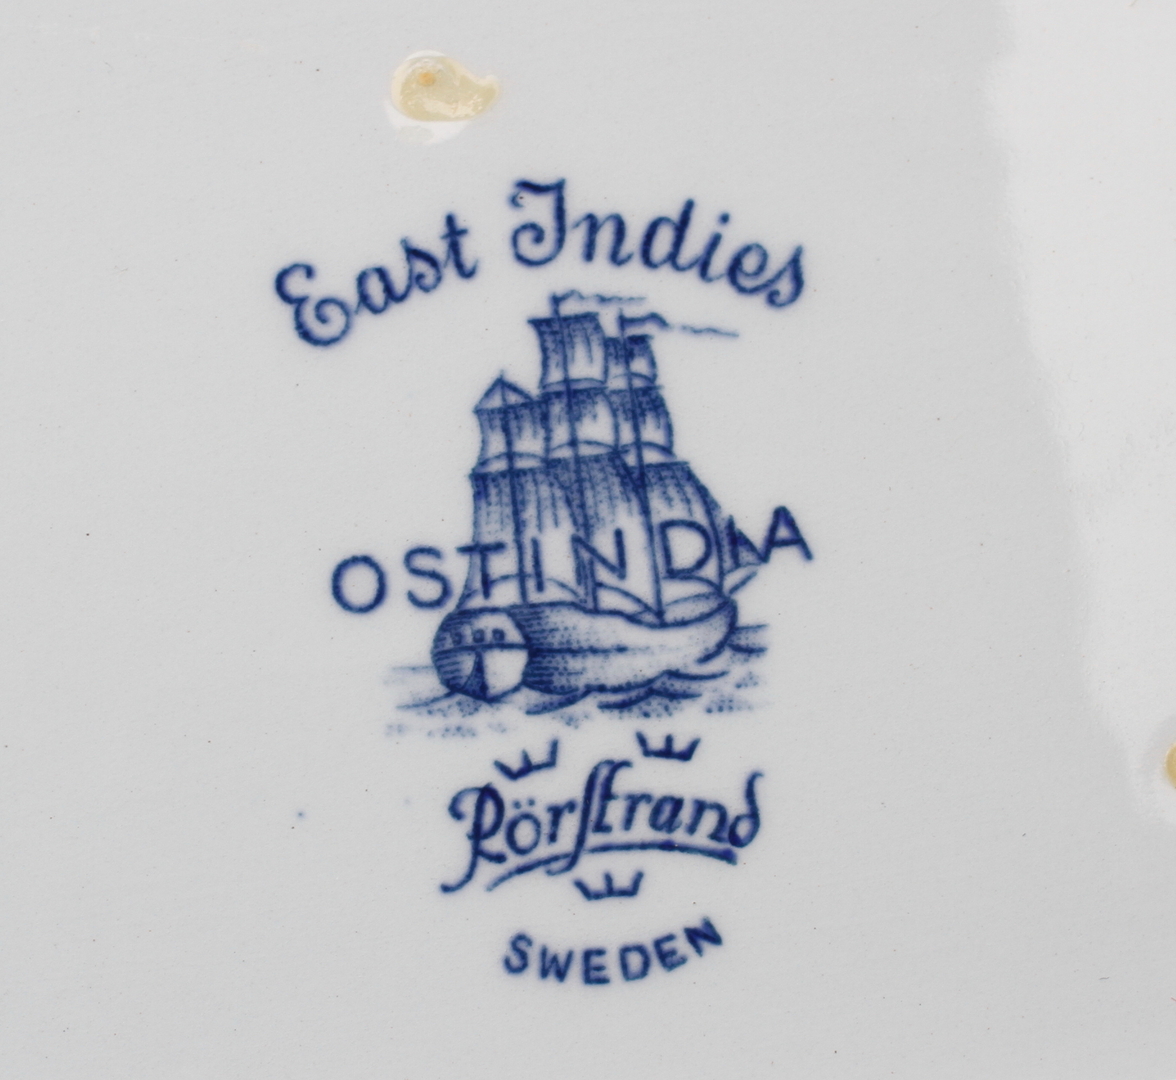 East Indies
OSTINDIA
Rörstrand
SWEDEN